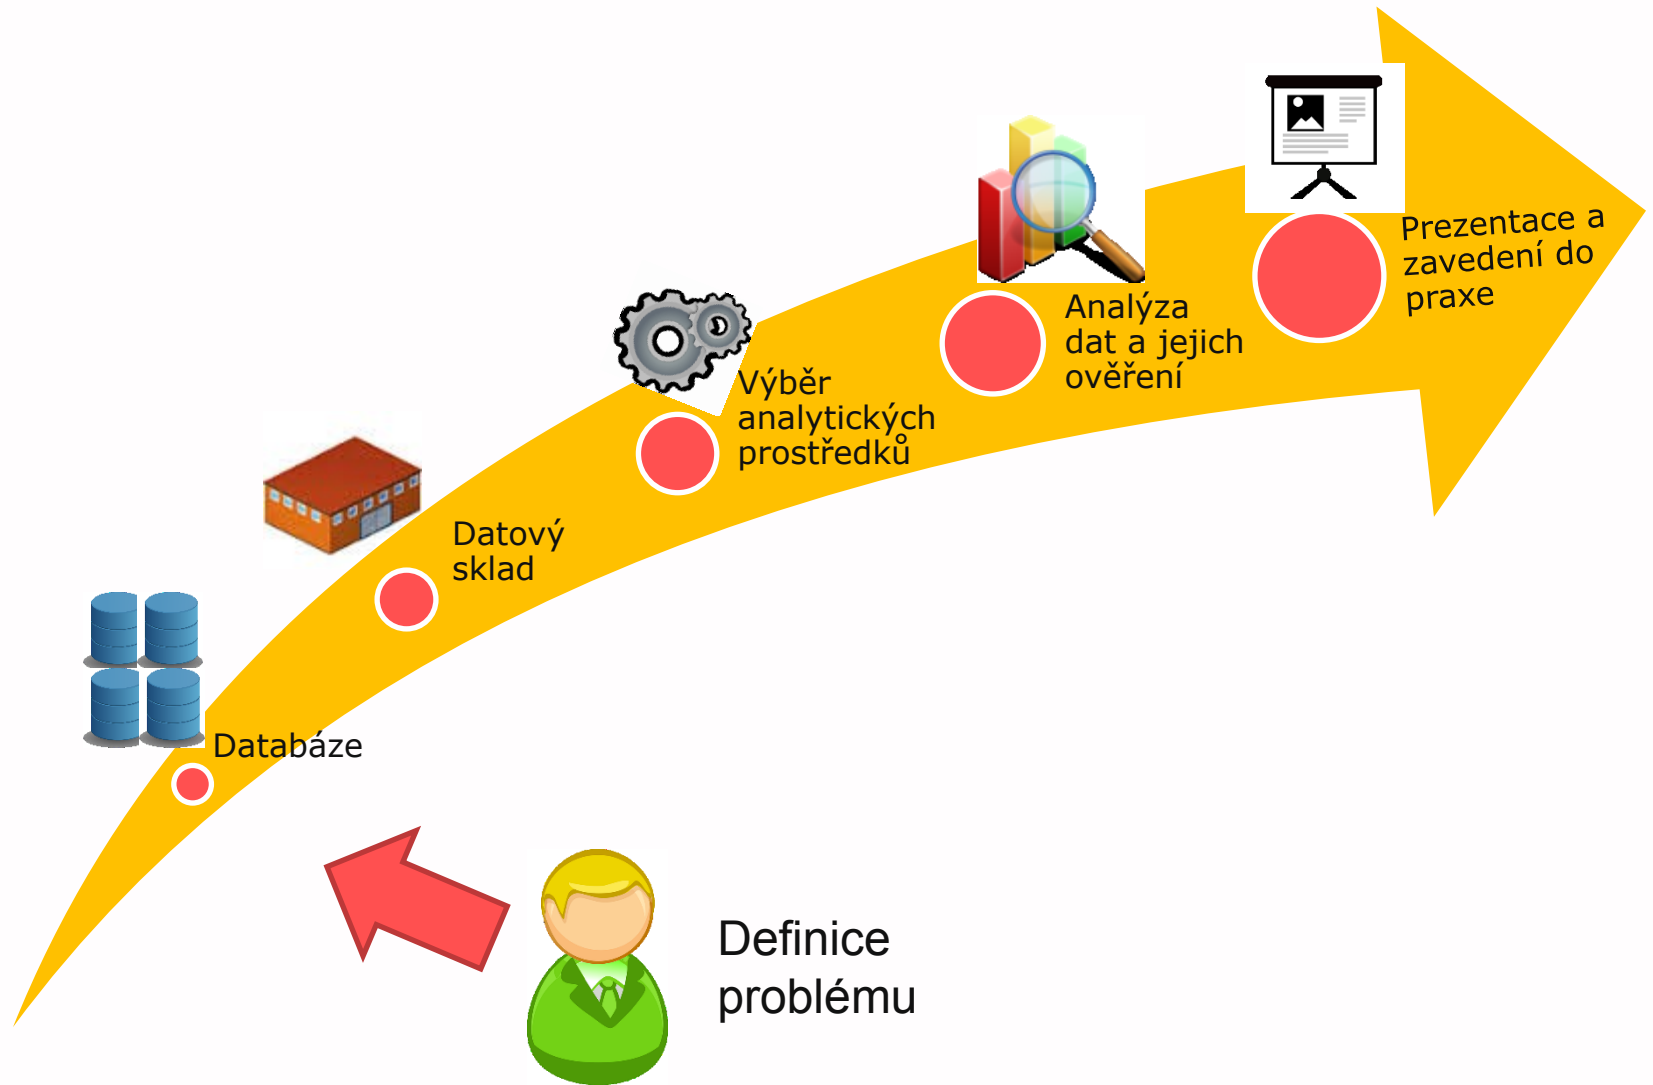 Prezentace a
zavedení do
praxe
Analýza
dat a jejich
ověření
Výběr
analytických
prostředků
Datový
sklad
Databáze
Definice
problému